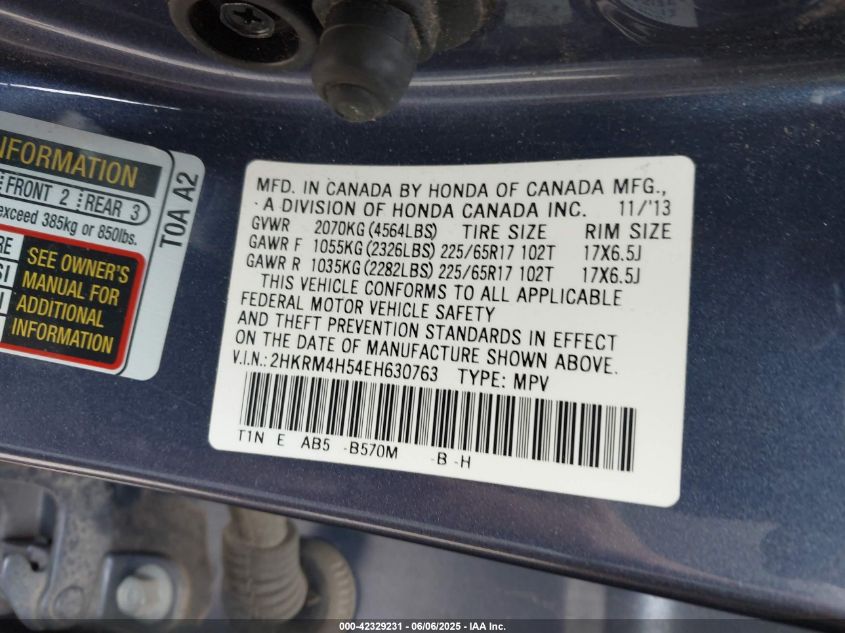 INFORMATION
FRONT 2 REAR 3
exceed 385kg or 850lbs.
SEE OWNER'S
MANUAL FOR
ADDITIONAL
INFORMATION
T0A A2
MFD. IN CANADA BY HONDA OF CANADA MFG.,
A DIVISION OF HONDA CANADA INC. 11/'13
GVWR 2070KG(4564LBS) TIRE SIZE RIM SIZE
GAWR F 1055KG(2326LBS) 225/65R17 102T 17X6.5J
GAWR R 1035KG(2282LBS) 225/65R17 102T 17X6.5J
THIS VEHICLE CONFORMS TO ALL APPLICABLE
FEDERAL MOTOR VEHICLE SAFETY
AND THEFT PREVENTION STANDARDS IN EFFECT
ON THE DATE OF MANUFACTURE SHOWN ABOVE.
V.I.N.:2HKRM4H54EH630763 TYPE: MPV
T1N E AB5 -B570M -B -H
000-42329231 - 06/06/2025 - IAA Inc.